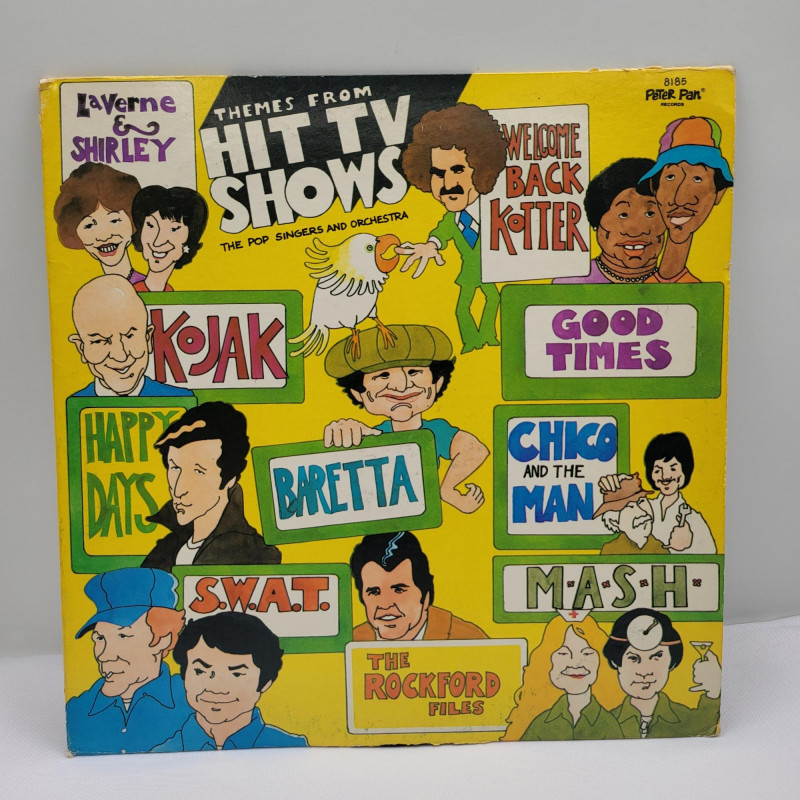 LaVerne
&
SHIRLEY
THEMES FROM
HIT TV
SHOWS
THE POP SINGERS AND ORCHESTRA
WELCOME
BACK
KOTTER
8185
PETER PAN®
RECORDS
KOJAK
GOOD
TIMES
HAPPY
DAYS
BARETTA
CHICO
AND THE
MAN
S.W.A.T.
M*A*S*H*
THE
ROCKFORD
FILES